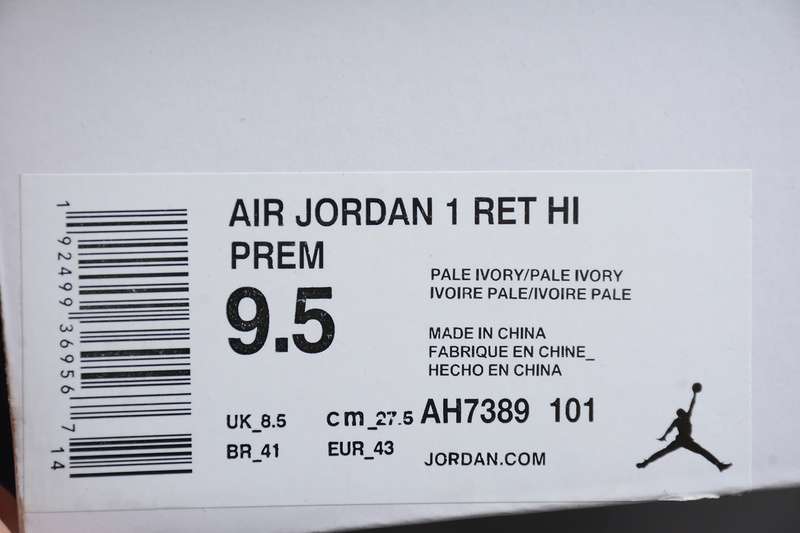 AIR JORDAN 1 RET HI
PREM
9.5
PALE IVORY/PALE IVORY
IVOIRE PALE/IVOIRE PALE
MADE IN CHINA
FABRIQUE EN CHINE_
HECHO EN CHINA
UK_8.5 cm_27.5 AH7389 101
BR_41 EUR_43 JORDAN.COM
1 92499 36956 7 14